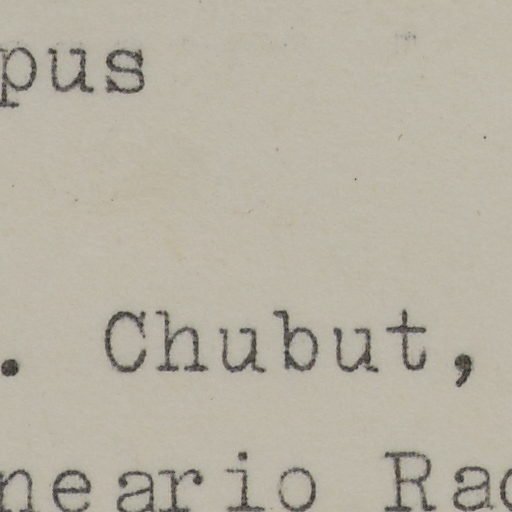 pus
. Chubut,
neario Ra